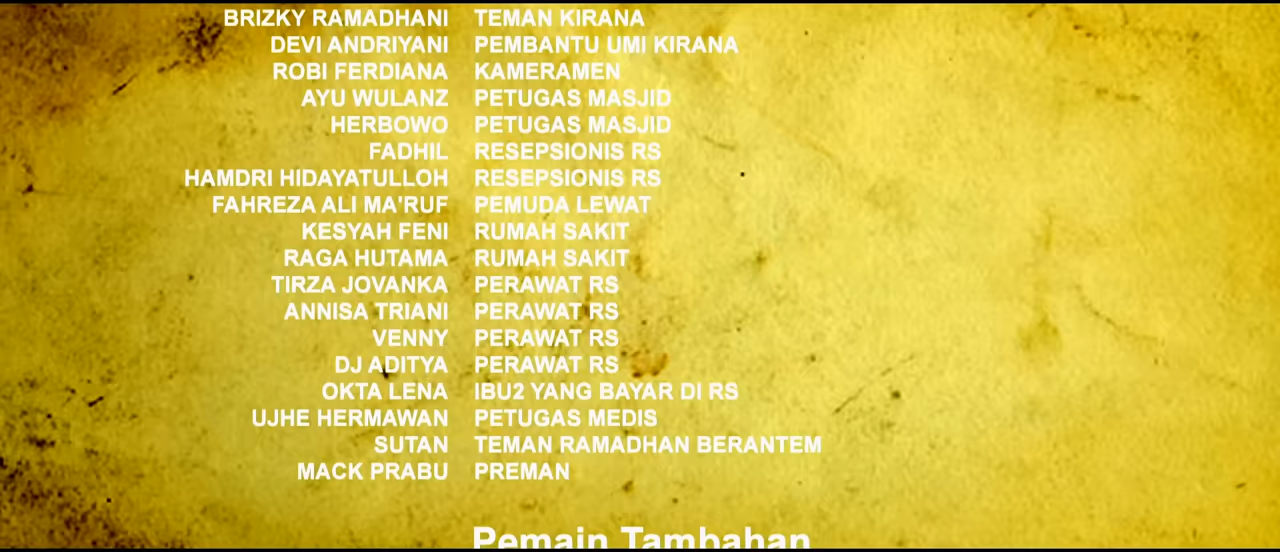 BRIZKY RAMADHANI TEMAN KIRANA
DEVI ANDRIYANI PEMBANTU UMI KIRANA
ROBI FERDIANA KAMERAMEN
AYU WULANZ PETUGAS MASJID
HERBOWO PETUGAS MASJID
FADHIL RESEPSIONIS RS
HAMDRI HIDAYATULLOH RESEPSIONIS RS
FAHREZA ALI MA'RUF PEMUDA LEWAT
KESYAH FENI RUMAH SAKIT
RAGA HUTAMA RUMAH SAKIT
TIRZA JOVANKA PERAWAT RS
ANNISA TRIANI PERAWAT RS
VENNY PERAWAT RS
DJ ADITYA PERAWAT RS
OKTA LENA IBU2 YANG BAYAR DI RS
UJHE HERMAWAN PETUGAS MEDIS
SUTAN TEMAN RAMADHAN BERANTEM
MACK PRABU PREMAN
Pemain Tambahan